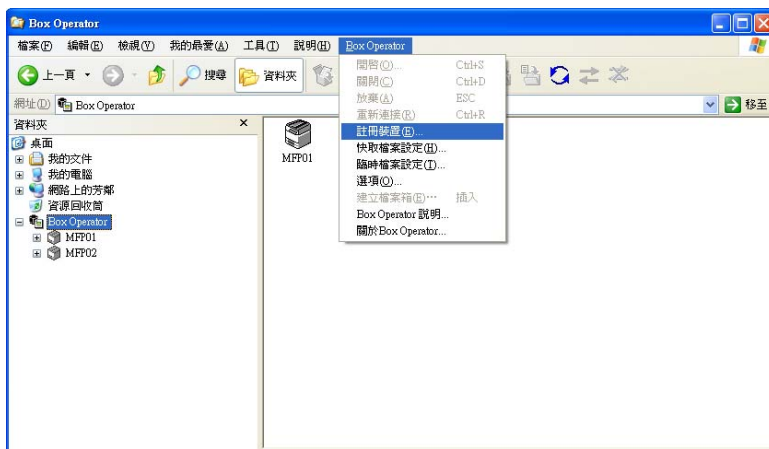 Box Operator
檔案(F) 編輯(E) 檢視(V) 我的最愛(A) 工具(T) 說明(H) Box Operator
上一頁 搜尋 資料夾
網址(D) Box Operator 移至
資料夾 ×
桌面
我的文件
我的電腦
網路上的芳鄰
資源回收筒
Box Operator
MFP01
MFP02
MFP01
開啟(O)... Ctrl+S
關閉(C) Ctrl+D
放棄(A) ESC
重新連接(R) Ctrl+R
註冊裝置(E)...
快取檔案設定(H)...
臨時檔案設定(T)...
選項(O)...
建立檔案箱(E)… 插入
Box Operator 說明...
關於Box Operator...